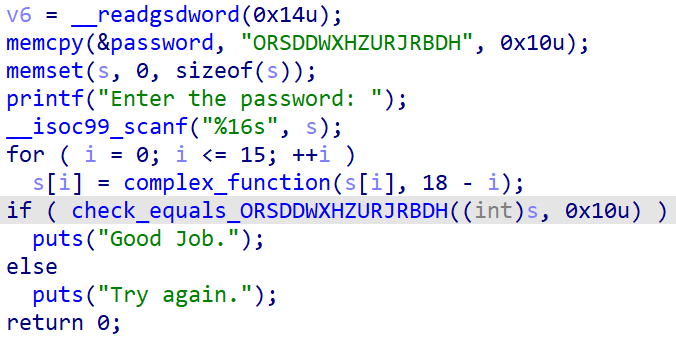 v6 = __readgsdword(0x14u);
memcpy(&password, "ORSDDWXHZURJRBDH", 0x10u);
memset(s, 0, sizeof(s));
printf("Enter the password: ");
__isoc99_scanf("%16s", s);
for ( i = 0; i <= 15; ++i )
  s[i] = complex_function(s[i], 18 - i);
if ( check_equals_ORSDDWXHZURJRBDH((int)s, 0x10u) )
  puts("Good Job.");
else
  puts("Try again.");
return 0;